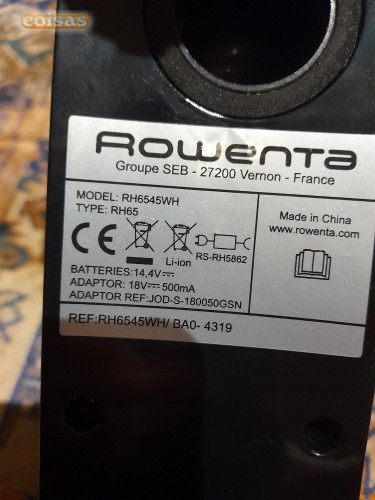 coisas
Rowenta
Groupe SEB - 27200 Vernon - France
MODEL: RH6545WH
TYPE: RH65
Li-ion
RS-RH5862
BATTERIES:14,4V⎓
ADAPTOR: 18V⎓ 500mA
ADAPTOR REF:JOD-S-180050GSN
Made in China
www.rowenta.com
REF:RH6545WH/ BA0- 4319